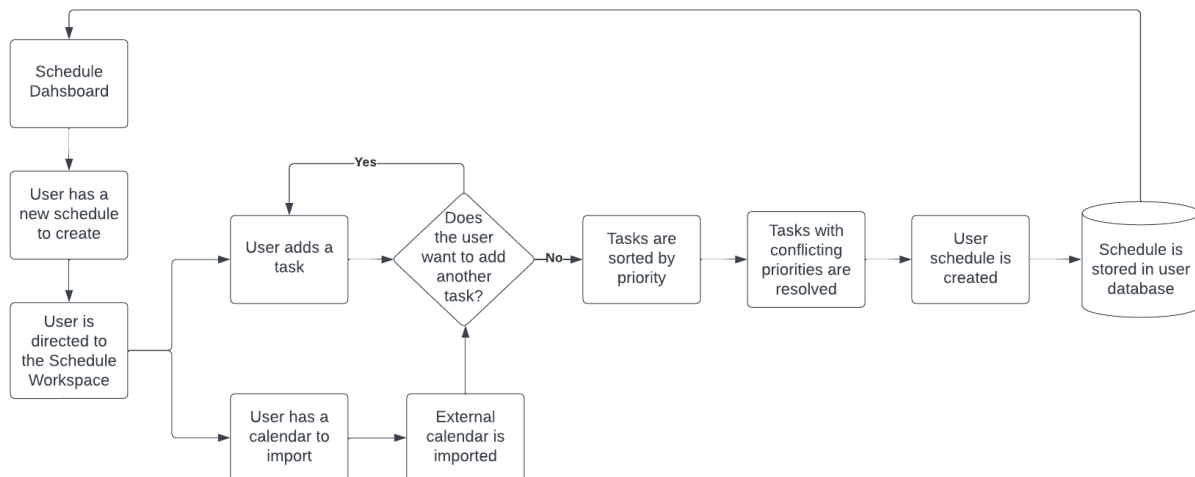 Schedule
Dahsboard
User has a
new schedule
to create
User is
directed to
the Schedule
Workspace
User adds a
task
User has a
calendar to
import
External
calendar is
imported
Yes
Does
the user
want to add
another
task?
No
Tasks are
sorted by
priority
Tasks with
conflicting
priorities are
resolved
User
schedule is
created
Schedule is
stored in user
database